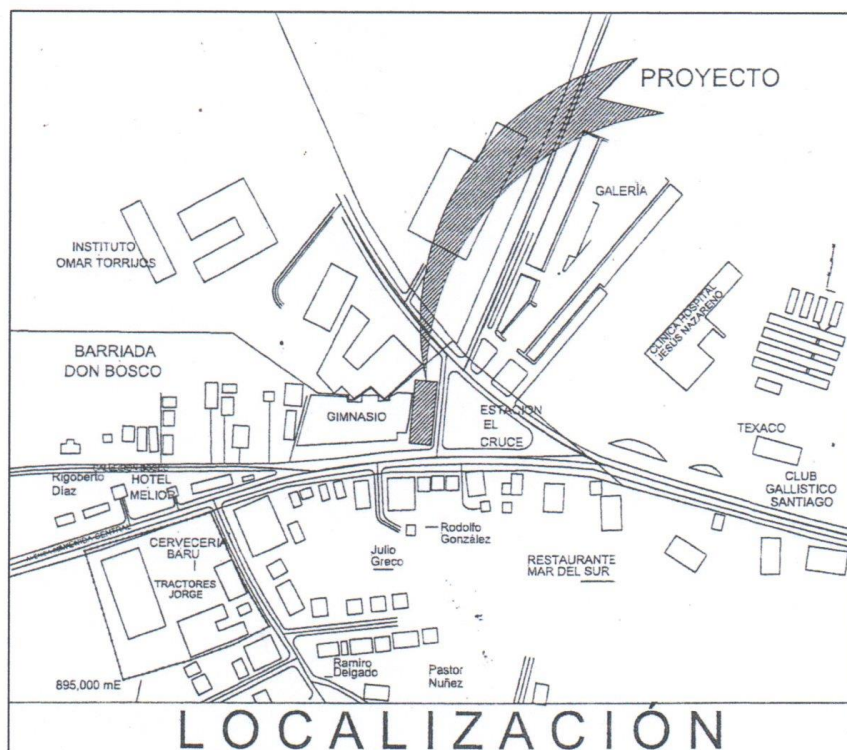 PROYECTO
GALERÍA
INSTITUTO
OMAR TORRIJOS
CLINICA HOSPITAL
JESUS NAZARENO
BARRIADA
DON BOSCO
GIMNASIO
ESTACION
EL
CRUCE
TEXACO
CLUB
GALLISTICO
SANTIAGO
Rigoberto
Díaz
HOTEL
MELIOR
CERVECERIA
BARU
TRACTORES
JORGE
Julio
Greco
Rodolfo
González
RESTAURANTE
MAR DEL SUR
Ramiro
Delgado
Pastor
Nuñez
895,000 mE
LOCALIZACIÓN